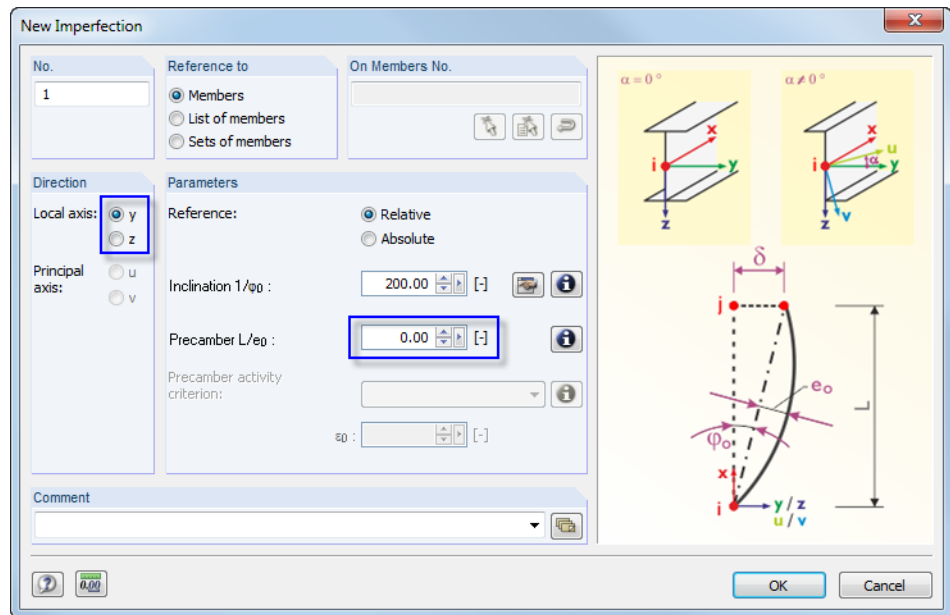 New Imperfection
No.
1
Reference to
Members
List of members
Sets of members
On Members No.
Direction
Local axis:
y
z
Principal
axis:
u
v
Parameters
Reference:
Relative
Absolute
Inclination 1/φ0 :
200.00
[-]
Precamber L/e0 :
0.00
[-]
Precamber activity
criterion:
ε0 :
[-]
Comment
α = 0 °
x
i
y
z
α ≠ 0 °
x
u
i
α
y
z
v
δ
j
e₀
L
φ₀
x
i
y / z
u / v
0.00
OK
Cancel